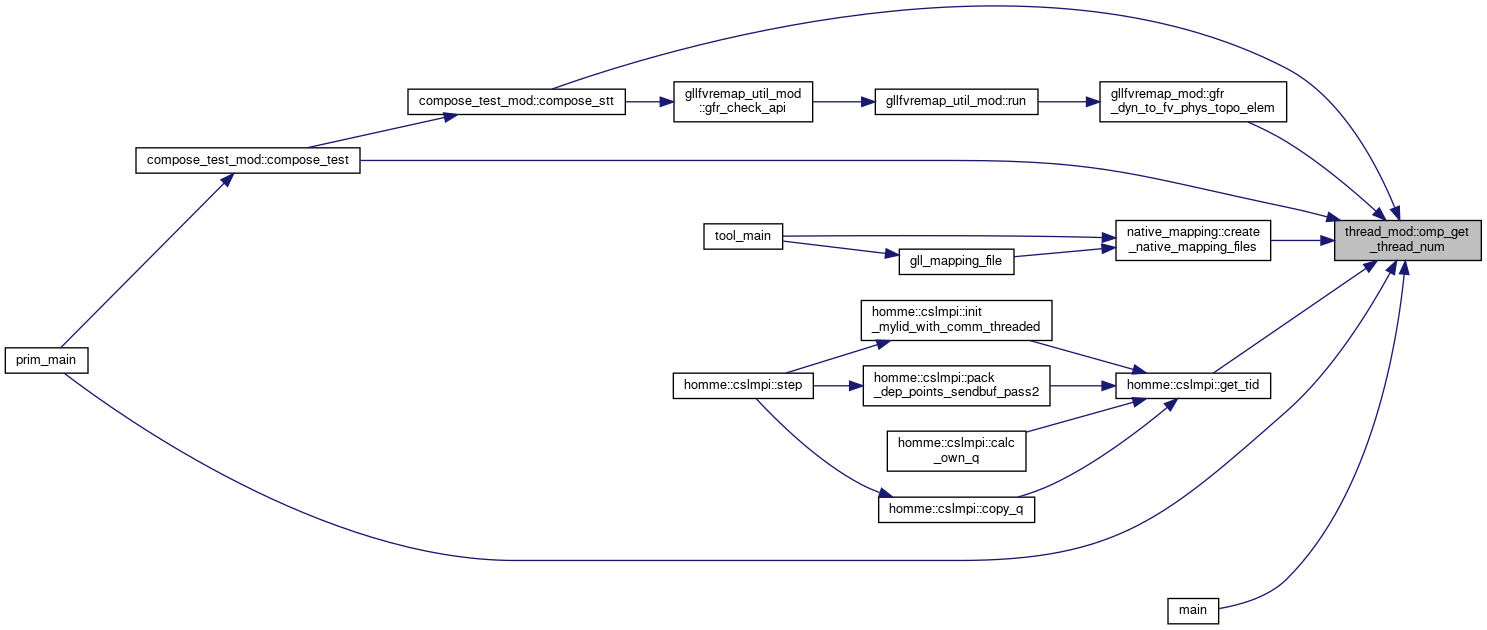 compose_test_mod::compose_stt
gllfvremap_util_mod
::gfr_check_api
gllfvremap_util_mod::run
gllfvremap_mod::gfr
_dyn_to_fv_phys_topo_elem
compose_test_mod::compose_test
tool_main
native_mapping::create
_native_mapping_files
thread_mod::omp_get
_thread_num
gll_mapping_file
homme::cslmpi::init
_mylid_with_comm_threaded
prim_main
homme::cslmpi::step
homme::cslmpi::pack
_dep_points_sendbuf_pass2
homme::cslmpi::get_tid
homme::cslmpi::calc
_own_q
homme::cslmpi::copy_q
main